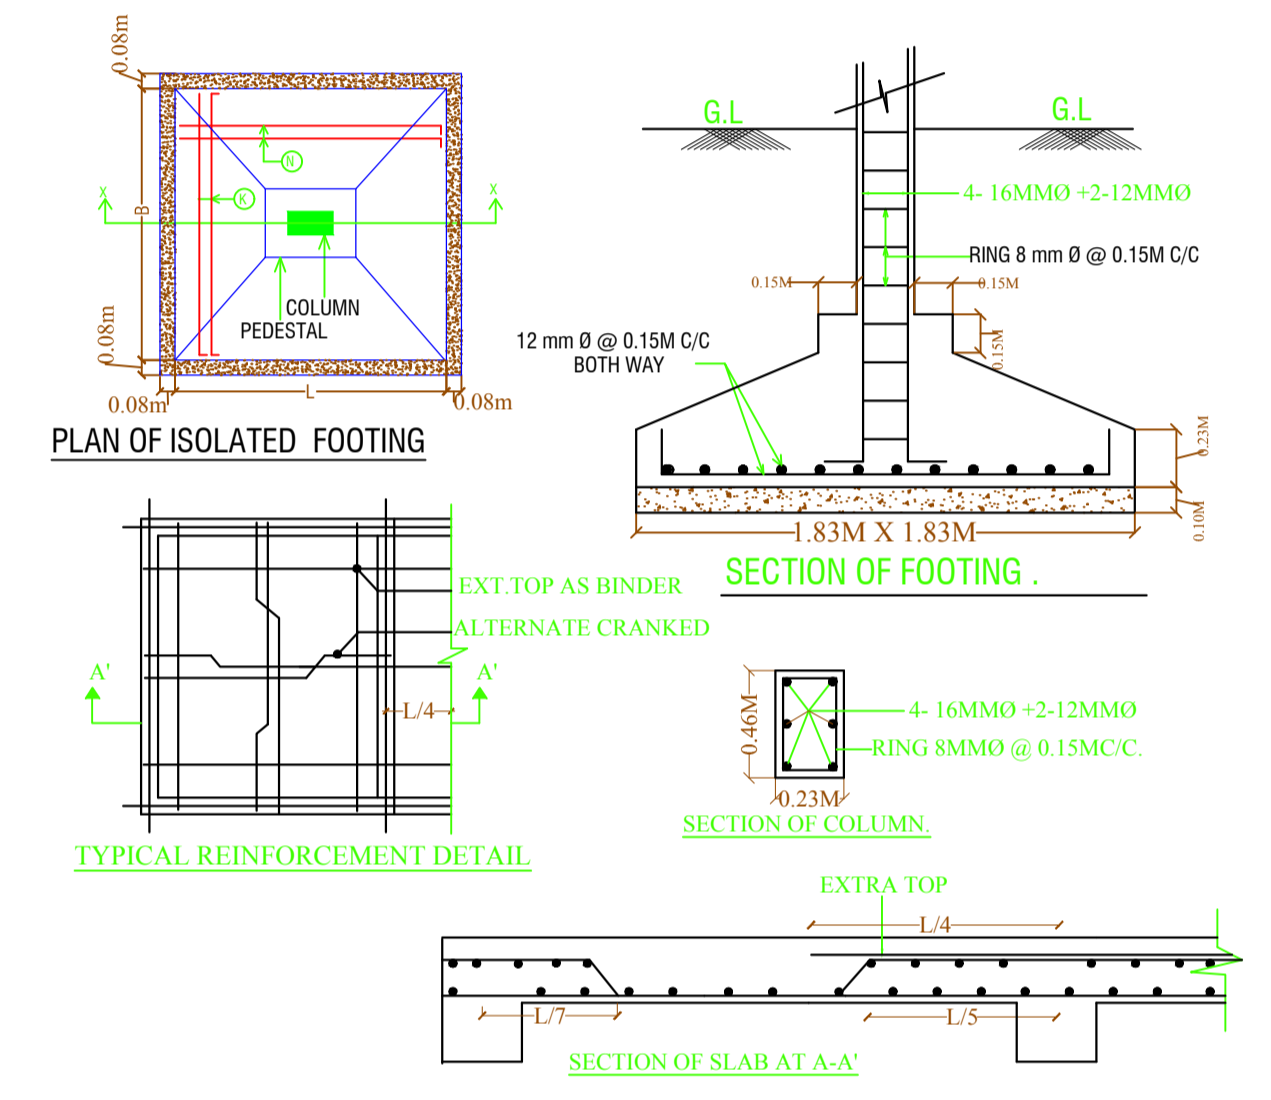 0.08m
B
N
K
x
x
COLUMN
PEDESTAL
0.08m
L
0.08m
0.08m
PLAN OF ISOLATED FOOTING
G.L
G.L
4- 16MMØ +2-12MMØ
RING 8 mm Ø @ 0.15M C/C
0.15M
0.15M
0.15M
12 mm Ø @ 0.15M C/C
BOTH WAY
0.23M
0.10M
1.83M X 1.83M
SECTION OF FOOTING .
EXT.TOP AS BINDER
ALTERNATE CRANKED
A'
A'
L/4
TYPICAL REINFORCEMENT DETAIL
0.46M
4- 16MMØ +2-12MMØ
RING 8MMØ @ 0.15MC/C.
0.23M
SECTION OF COLUMN.
EXTRA TOP
L/4
L/7
L/5
SECTION OF SLAB AT A-A'